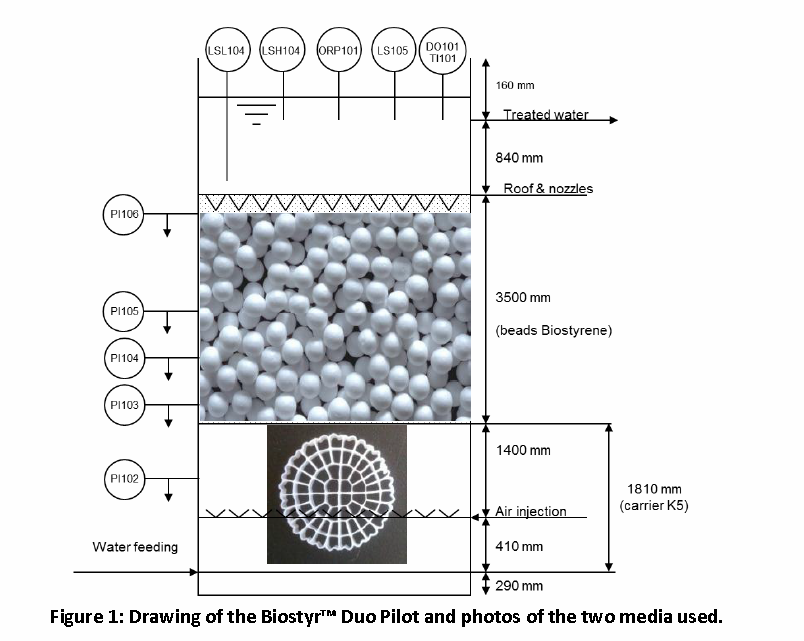 LSL104 LSH104 ORP101 LS105 DO101
TI101
160 mm
Treated water
840 mm
Roof & nozzles
PI106
3500 mm
PI105
(beads Biostyrene)
PI104
PI103
1400 mm
PI102
1810 mm
(carrier K5)
Air injection
Water feeding
410 mm
290 mm
Figure 1: Drawing of the Biostyr™ Duo Pilot and photos of the two media used.